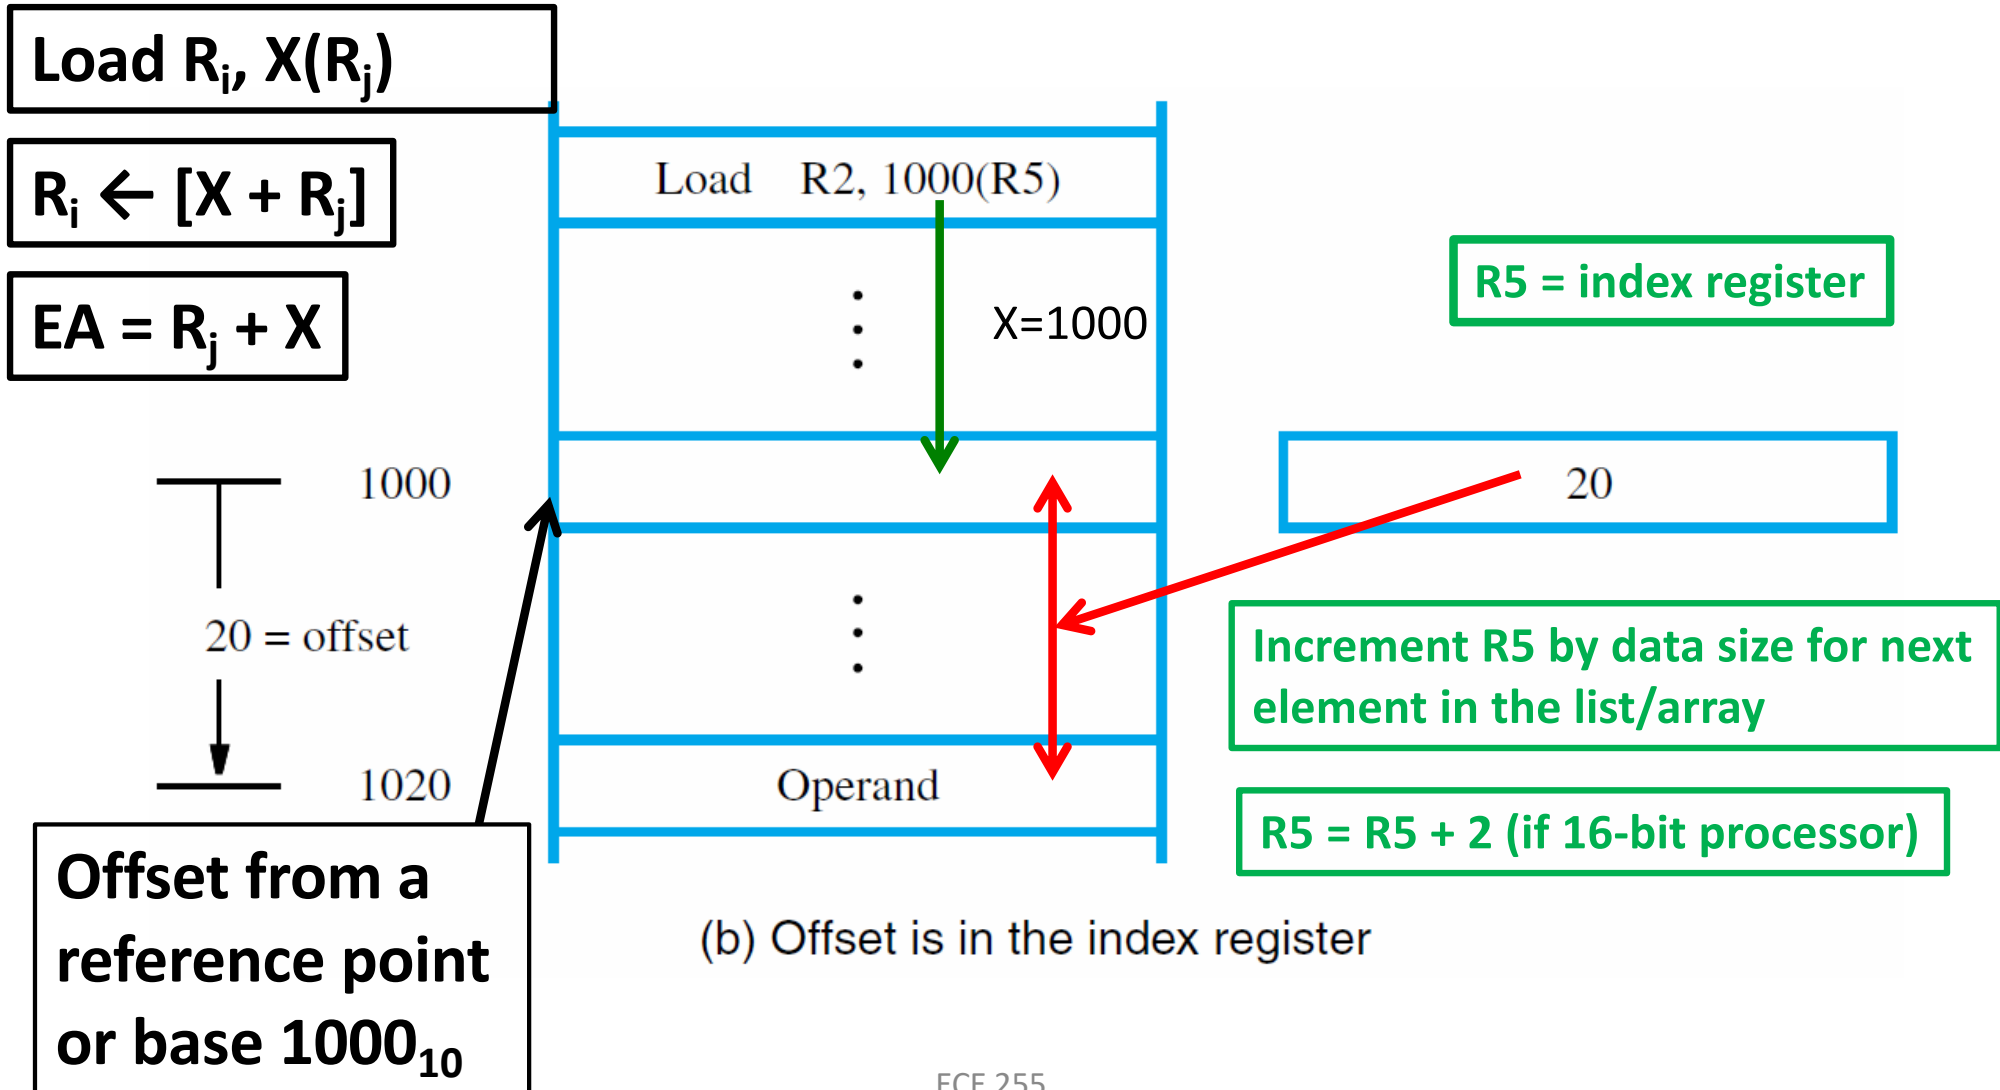 Load Rᵢ, X(Rⱼ)
Rᵢ ← [X + Rⱼ]
EA = Rⱼ + X
Load R2, 1000(R5)
X=1000
R5 = index register
1000
20
20 = offset
Increment R5 by data size for next
element in the list/array
1020
Operand
R5 = R5 + 2 (if 16-bit processor)
Offset from a
reference point
or base 1000₁₀
(b) Offset is in the index register
ECE 255